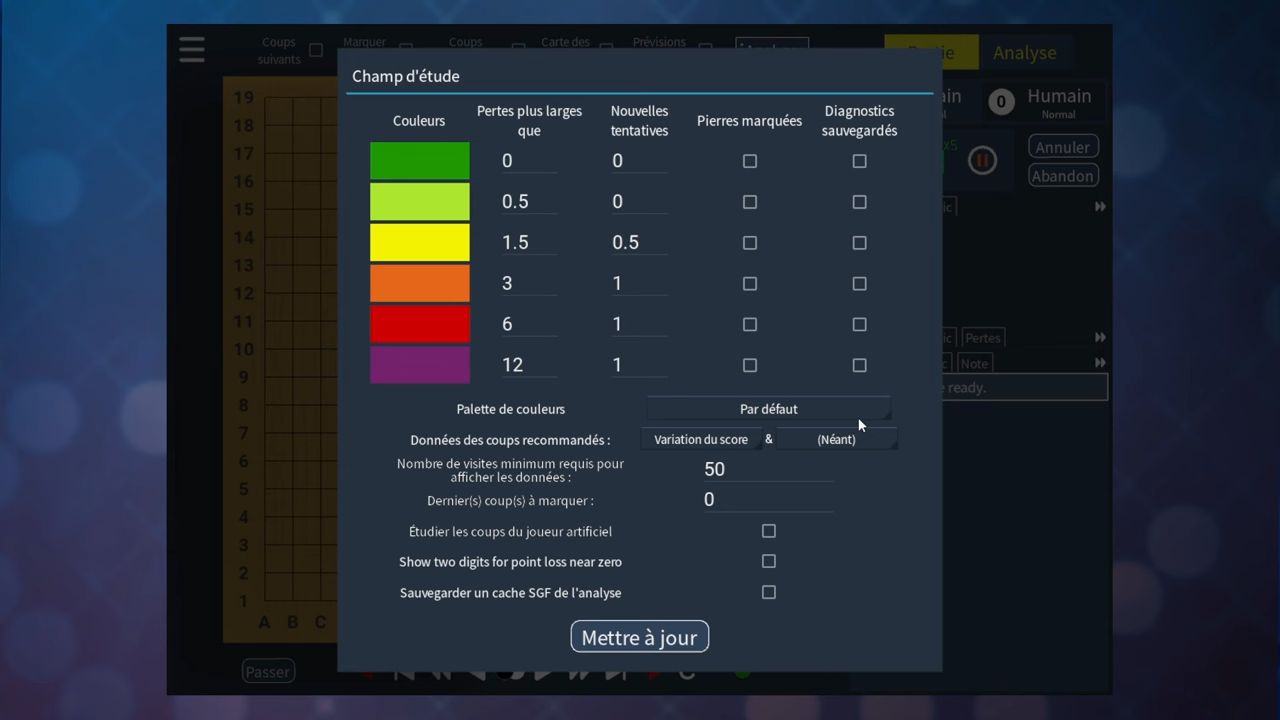 Coups
suivants
Marquer
Coups
Carte des
Prévisions
Analyse
Champ d'étude
Couleurs
Pertes plus larges
que
Nouvelles
tentatives
Pierres marquées
Diagnostics
sauvegardés
0 0
0.5 0
1.5 0.5
3 1
6 1
12 1
Palette de couleurs Par défaut
Données des coups recommandés : Variation du score & (Néant)
Nombre de visites minimum requis pour
afficher les données :
50
Dernier(s) coup(s) à marquer : 0
Étudier les coups du joueur artificiel
Show two digits for point loss near zero
Sauvegarder un cache SGF de l'analyse
Mettre à jour
0 Humain
Normal
Annuler
Abandon
Pertes
Note
ready.
19
18
17
16
15
14
13
12
11
10
9
8
7
6
5
4
3
2
1
A B C
Passer